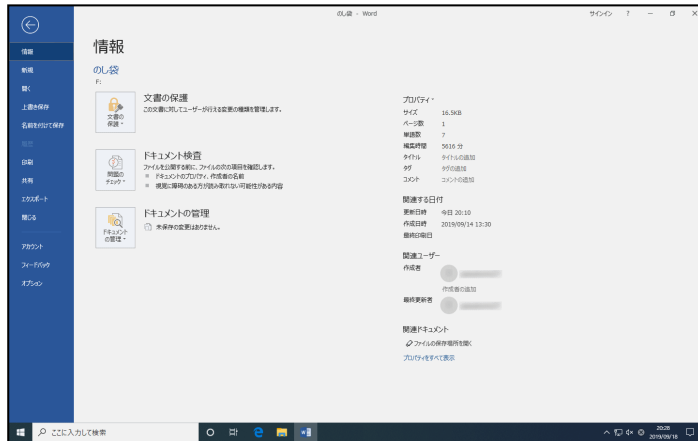 のし袋 - Word
サインイン ?
情報
情報
新規
開く
上書き保存
名前を付けて保存
履歴
印刷
共有
エクスポート
閉じる
アカウント
フィードバック
オプション
のし袋
F:
文書の保護
文書の保護
この文書に対してユーザーが行える変更の種類を管理します。
問題のチェック
ドキュメント検査
ファイルを公開する前に、ファイルの次の項目を確認します。
ドキュメントのプロパティ、作成者の名前
視覚に障碍のある方が読み取れない可能性がある内容
ドキュメントの管理
ドキュメントの管理
未保存の変更はありません。
プロパティ
サイズ 16.5KB
ページ数 1
単語数 7
編集時間 5616 分
タイトル タイトルの追加
タグ タグの追加
コメント コメントの追加
関連する日付
更新日時 今日 20:10
作成日時 2019/09/14 13:30
最終印刷日
関連ユーザー
作成者
作成者の追加
最終更新者
関連ドキュメント
ファイルの保存場所を開く
プロパティをすべて表示
ここに入力して検索
20:28
2019/09/18